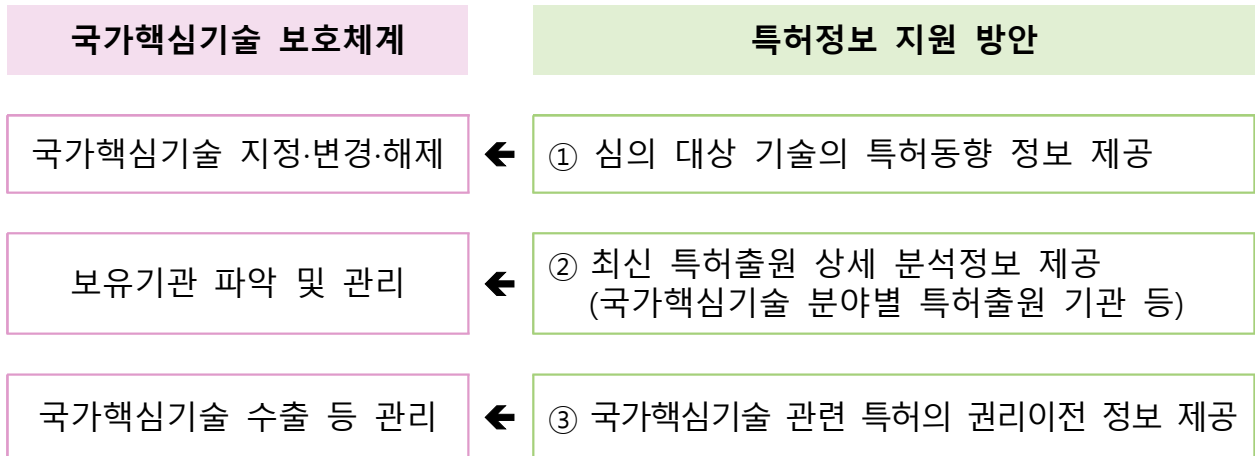 국가핵심기술 보호체계
특허정보 지원 방안
국가핵심기술 지정·변경·해제
← ① 심의 대상 기술의 특허동향 정보 제공
보유기관 파악 및 관리
← ② 최신 특허출원 상세 분석정보 제공
(국가핵심기술 분야별 특허출원 기관 등)
국가핵심기술 수출 등 관리
← ③ 국가핵심기술 관련 특허의 권리이전 정보 제공